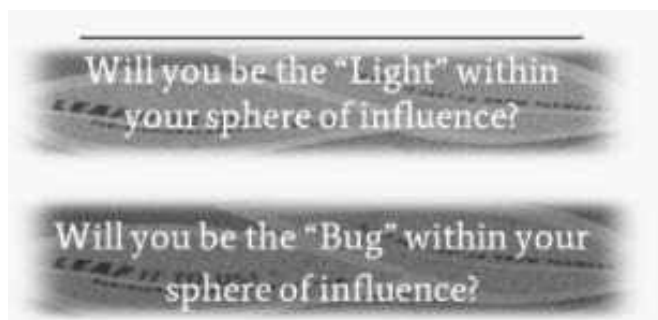 Will you be the “Light” within
your sphere of influence?
Will you be the “Bug” within your
sphere of influence?